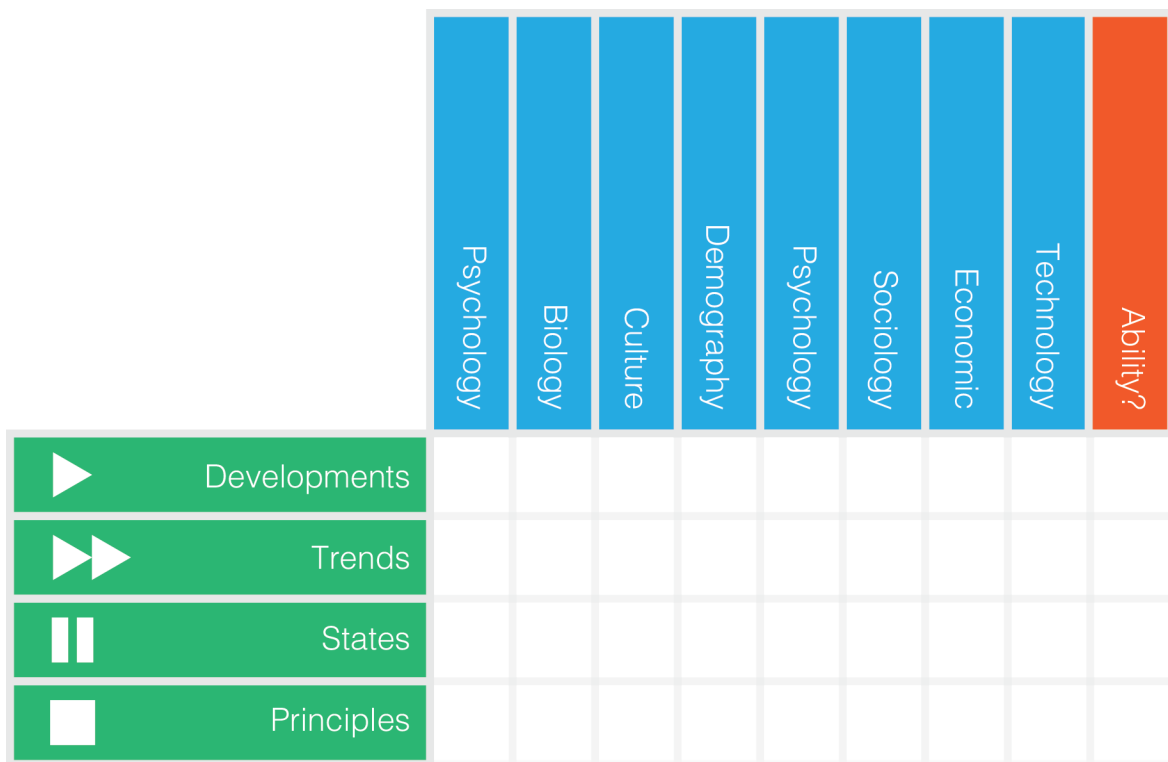 Psychology
Biology
Culture
Demography
Psychology
Sociology
Economic
Technology
Ability?
Developments
Trends
States
Principles